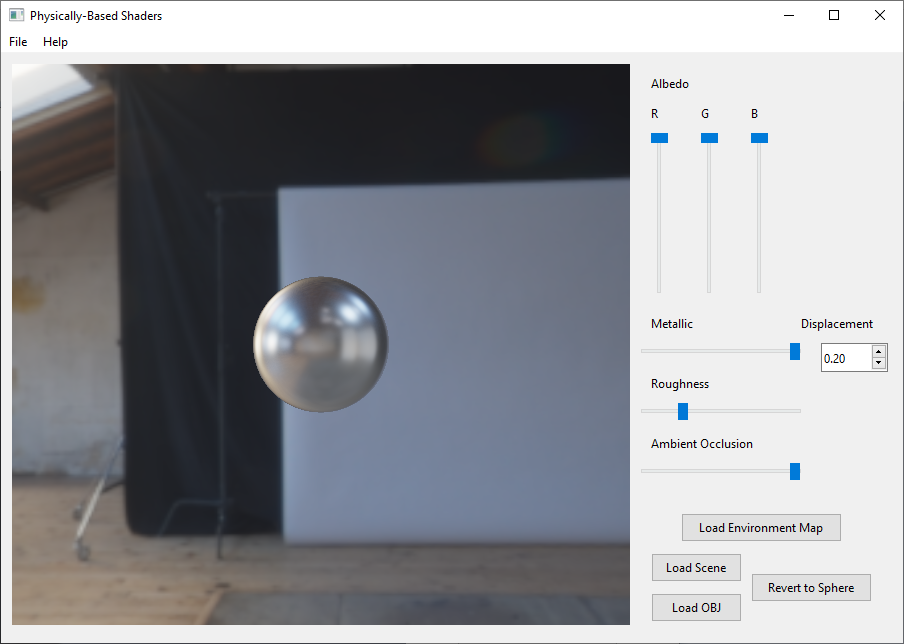 Physically-Based Shaders
File Help
Albedo
R G B
Metallic Displacement
0.20
Roughness
Ambient Occlusion
Load Environment Map
Load Scene
Revert to Sphere
Load OBJ